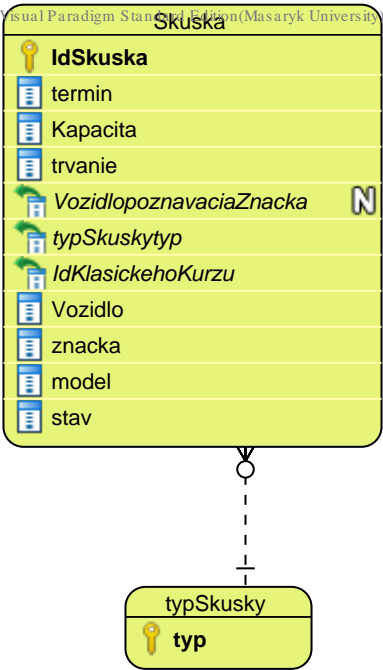 Visual Paradigm Standard Edition(Masaryk University)
Skuska
IdSkuska
termin
Kapacita
trvanie
VozidlopoznavaciaZnacka N
typSkuskytyp
IdKlasickehoKurzu
Vozidlo
znacka
model
stav
typSkusky
typ